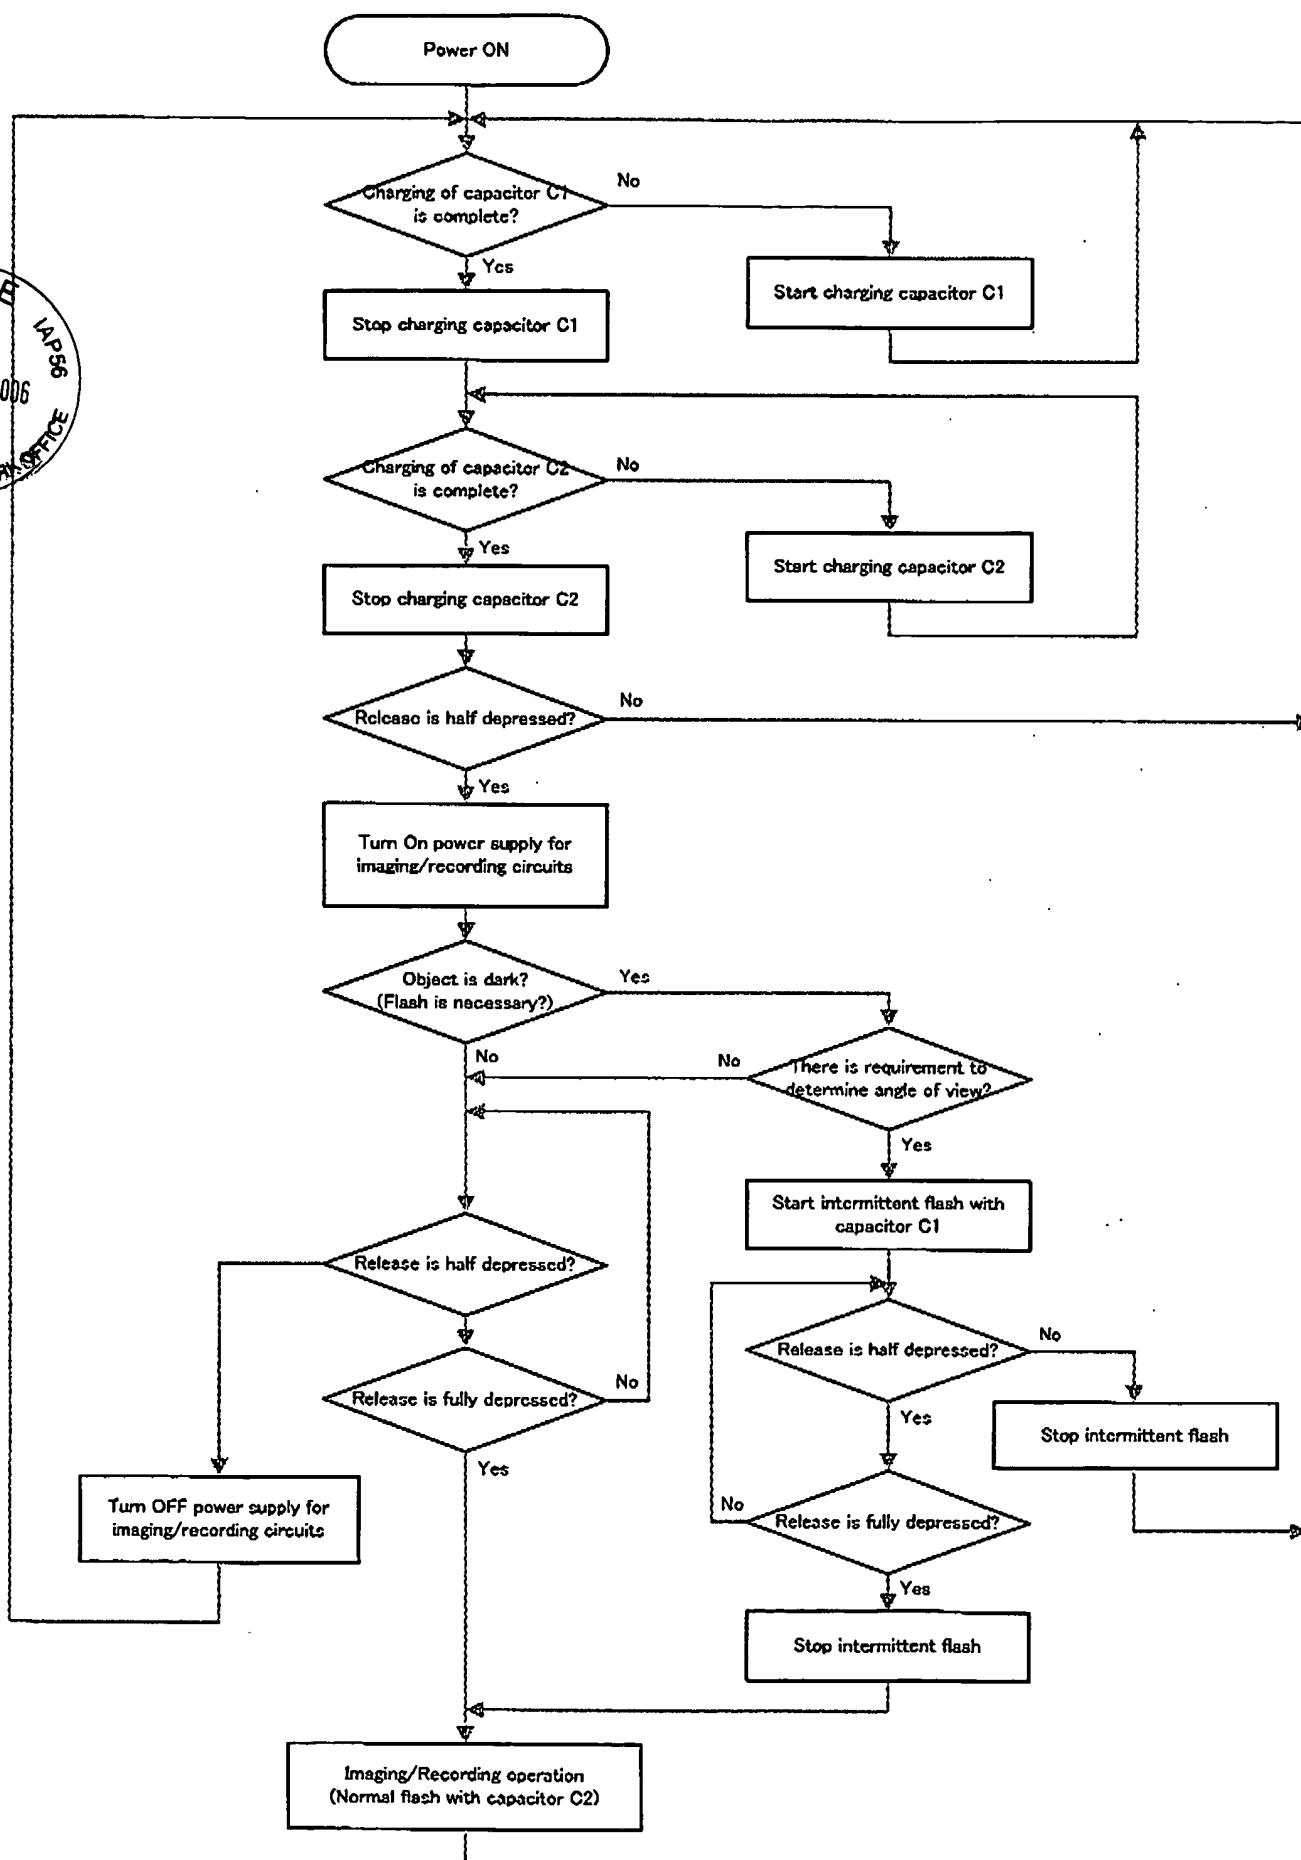 Power ON
Charging of capacitor C1
is complete?
No
Yes
Stop charging capacitor C1
Start charging capacitor C1
E
IAP56
006
OFFICE
Charging of capacitor C2
is complete?
No
Yes
Stop charging capacitor C2
Start charging capacitor C2
Release is half depressed?
No
Yes
Turn On power supply for
imaging/recording circuits
Object is dark?
(Flash is necessary?)
Yes
No
There is requirement to
determine angle of view?
No
Yes
Start intermittent flash with
capacitor C1
Release is half depressed?
Release is half depressed?
No
Yes
Release is fully depressed?
No
Yes
Stop intermittent flash
Turn OFF power supply for
imaging/recording circuits
Release is fully depressed?
No
Yes
Stop intermittent flash
Imaging/Recording operation
(Normal flash with capacitor C2)